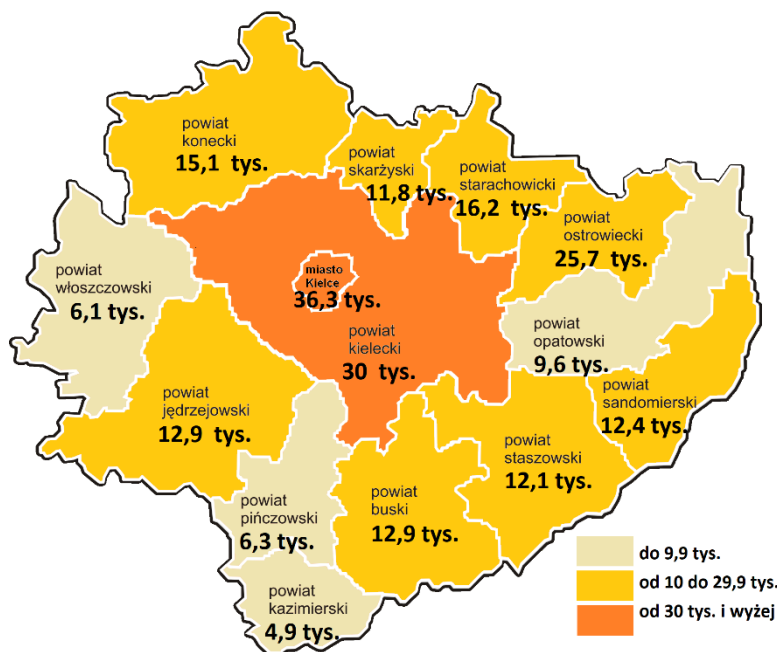 powiat
konecki
15,1 tys.
powiat
skarżyski
11,8 tys.
powiat
starachowicki
16,2 tys.
powiat
ostrowiecki
25,7 tys.
powiat
włoszczowski
6,1 tys.
miasto
Kielce
36,3 tys.
powiat
kielecki
30 tys.
powiat
opatowski
9,6 tys.
powiat
sandomierski
12,4 tys.
powiat
jędrzejowski
12,9 tys.
powiat
staszowski
12,1 tys.
powiat
pińczowski
6,3 tys.
powiat
buski
12,9 tys.
powiat
kazimierski
4,9 tys.
do 9,9 tys.
od 10 do 29,9 tys.
od 30 tys. i wyżej